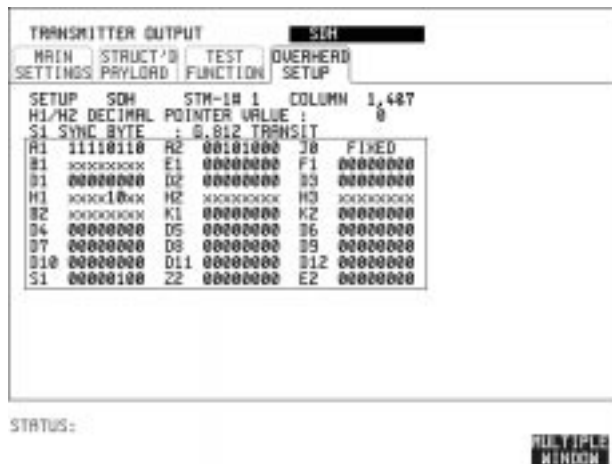 TRANSMITTER OUTPUT SDH
MAIN SETTINGS STRUCT'D PAYLOAD TEST FUNCTION OVERHEAD SETUP
SETUP SDH STM-1# 1 COLUMN 1,4&7
H1/H2 DECIMAL POINTER VALUE : 0
S1 SYNC BYTE : G.812 TRANSIT
A1 11110110 A2 00101000 J0 FIXED
B1 xxxxxxxx E1 00000000 F1 00000000
D1 00000000 D2 00000000 D3 00000000
H1 xxxx10xx H2 xxxxxxxx H3 xxxxxxxx
B2 xxxxxxxx K1 00000000 K2 00000000
D4 00000000 D5 00000000 D6 00000000
D7 00000000 D8 00000000 D9 00000000
D10 00000000 D11 00000000 D12 00000000
S1 00000100 Z2 00000000 E2 00000000
STATUS:
MULTIPLE
WINDOW